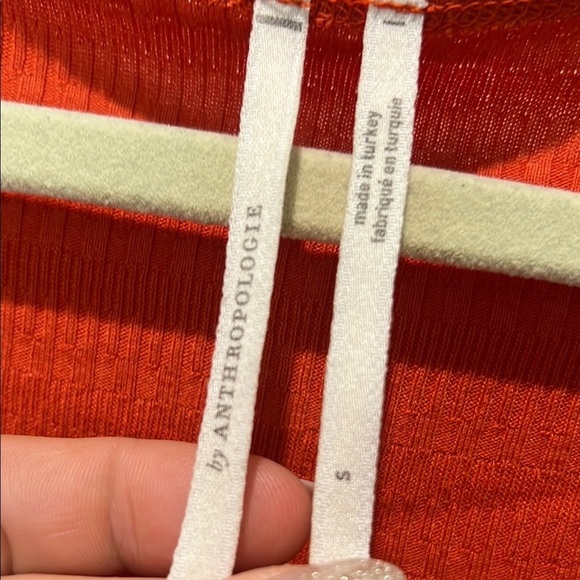 by ANTHROPOLOGIE
made in turkey
fabriqué en turquie
S